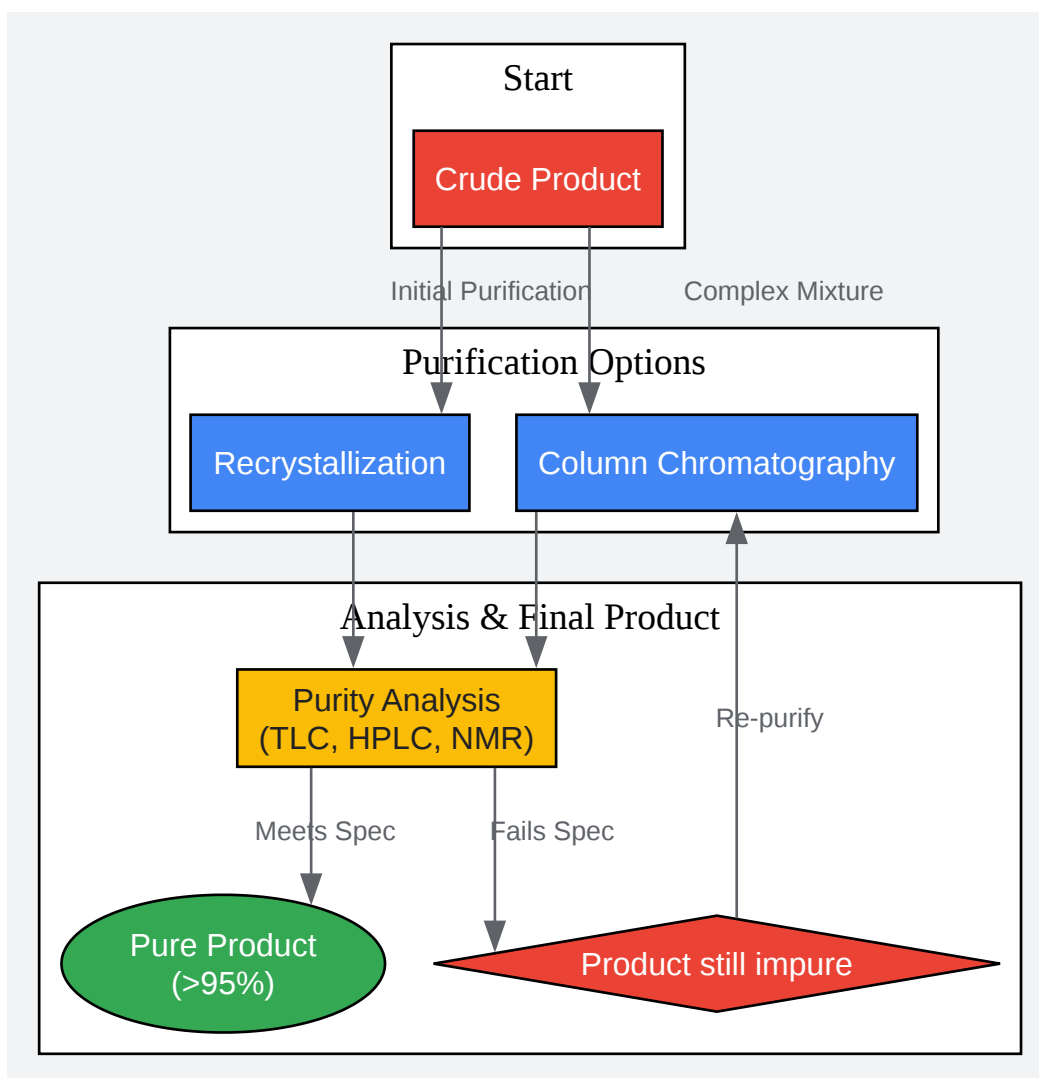 Start
Crude Product
Initial Purification
Complex Mixture
Purification Options
Recrystallization
Column Chromatography
Analysis & Final Product
Purity Analysis
(TLC, HPLC, NMR)
Re-purify
Meets Spec
Fails Spec
Pure Product
(>95%)
Product still impure